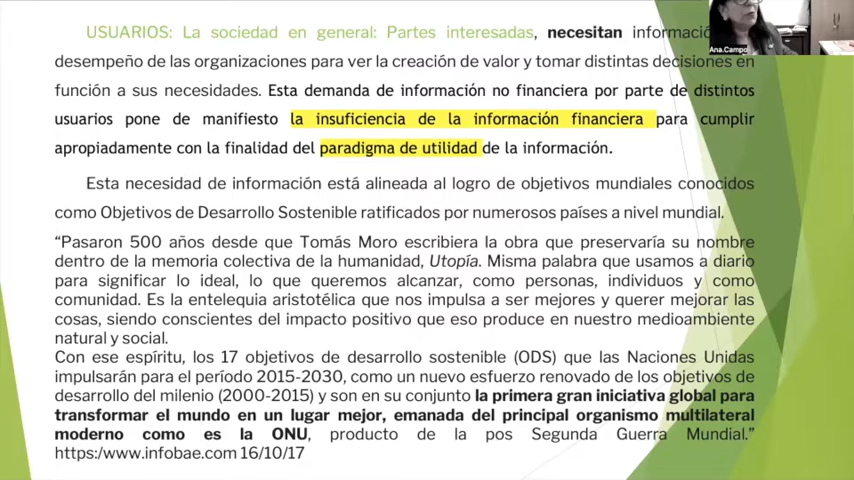 USUARIOS: La sociedad en general: Partes interesadas, necesitan informació
Ana.Campo
desempeño de las organizaciones para ver la creación de valor y tomar distintas decisiones en
función a sus necesidades. Esta demanda de información no financiera por parte de distintos
usuarios pone de manifiesto la insuficiencia de la información financiera para cumplir
apropiadamente con la finalidad del paradigma de utilidad de la información.
Esta necesidad de información está alineada al logro de objetivos mundiales conocidos
como Objetivos de Desarrollo Sostenible ratificados por numerosos países a nivel mundial.
“Pasaron 500 años desde que Tomás Moro escribiera la obra que preservaría su nombre
dentro de la memoria colectiva de la humanidad, Utopía. Misma palabra que usamos a diario
para significar lo ideal, lo que queremos alcanzar, como personas, individuos y como
comunidad. Es la entelequia aristotélica que nos impulsa a ser mejores y querer mejorar las
cosas, siendo conscientes del impacto positivo que eso produce en nuestro medioambiente
natural y social.
Con ese espíritu, los 17 objetivos de desarrollo sostenible (ODS) que las Naciones Unidas
impulsarán para el período 2015-2030, como un nuevo esfuerzo renovado de los objetivos de
desarrollo del milenio (2000-2015) y son en su conjunto la primera gran iniciativa global para
transformar el mundo en un lugar mejor, emanada del principal organismo multilateral
moderno como es la ONU, producto de la pos Segunda Guerra Mundial.”
https:/www.infobae.com 16/10/17